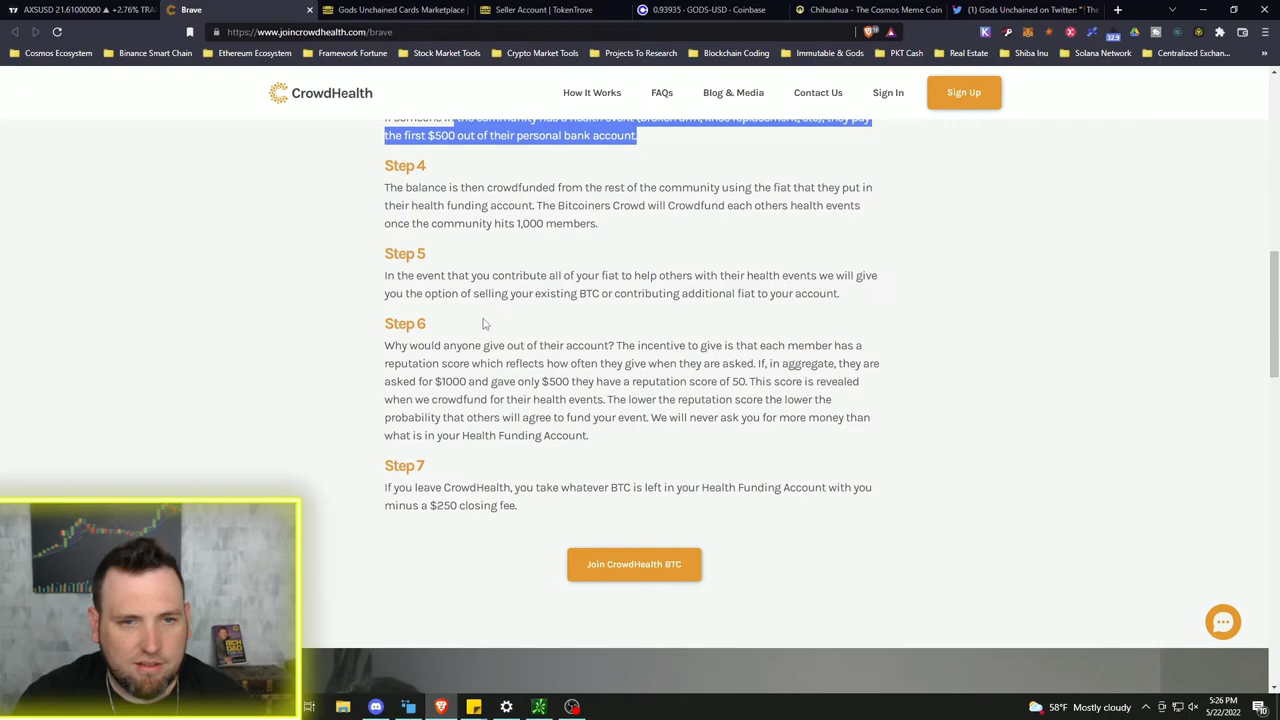 AXSUSD 21.61000000 ▲ +2.76%
Brave
Gods Unchained Cards Marketplace
Seller Account | TokenTrove
0.93935 - GODS-USD - Coinbase
Chihuahua - The Cosmos Meme Coin
(1) Gods Unchained on Twitter: "
https://www.joincrowdhealth.com/brave
32.9
Cosmos Ecosystem
Binance Smart Chain
Ethereum Ecosystem
Framework Fortune
Stock Market Tools
Crypto Market Tools
Projects To Research
Blockchain Coding
Immutable & Gods
PKT Cash
Real Estate
Shiba Inu
Solana Network
Centralized Exchan...
CrowdHealth
How It Works
FAQs
Blog & Media
Contact Us
Sign In
Sign Up
the first $500 out of their personal bank account.
Step 4
The balance is then crowdfunded from the rest of the community using the fiat that they put in
their health funding account. The Bitcoiners Crowd will Crowdfund each others health events
once the community hits 1,000 members.
Step 5
In the event that you contribute all of your fiat to help others with their health events we will give
you the option of selling your existing BTC or contributing additional fiat to your account.
Step 6
Why would anyone give out of their account? The incentive to give is that each member has a
reputation score which reflects how often they give when they are asked. If, in aggregate, they are
asked for $1000 and gave only $500 they have a reputation score of 50. This score is revealed
when we crowdfund for their health events. The lower the reputation score the lower the
probability that others will agree to fund your event. We will never ask you for more money than
what is in your Health Funding Account.
Step 7
If you leave CrowdHealth, you take whatever BTC is left in your Health Funding Account with you
minus a $250 closing fee.
Join CrowdHealth BTC
RICH
DAD
58°F Mostly cloudy
5:26 PM
5/22/2022